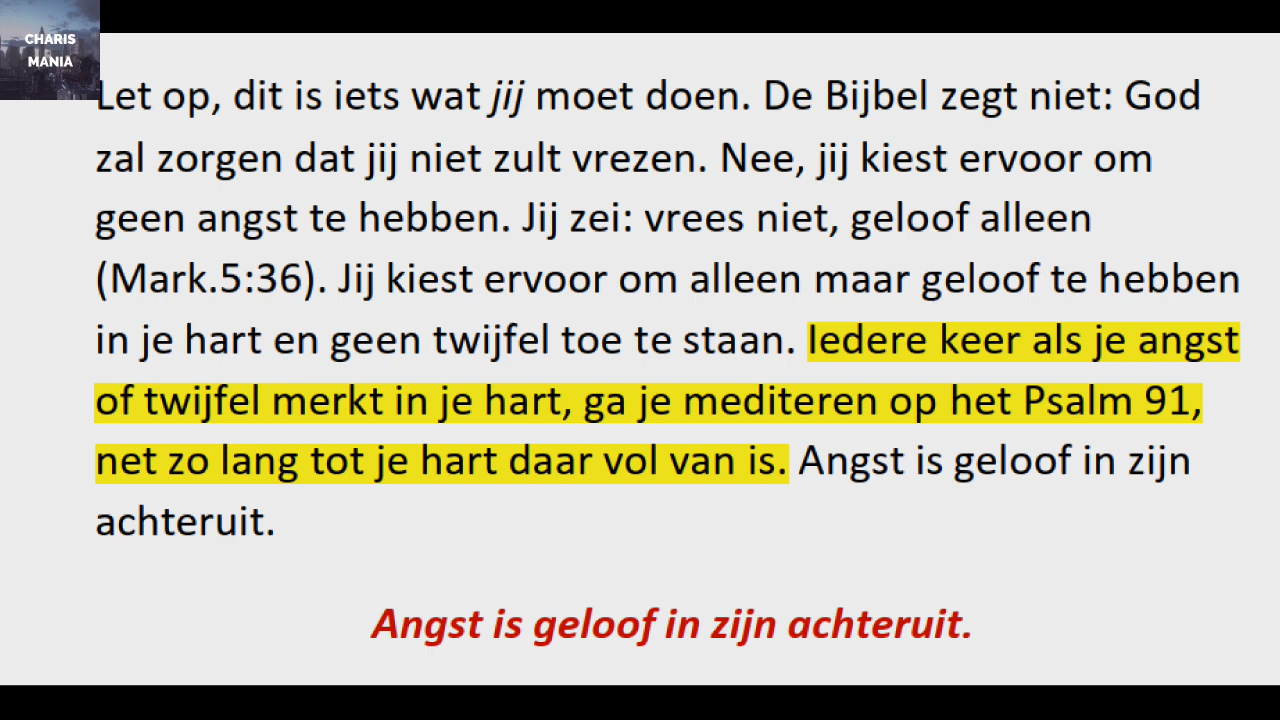 CHARIS
MANIA
Let op, dit is iets wat jij moet doen. De Bijbel zegt niet: God
zal zorgen dat jij niet zult vrezen. Nee, jij kiest ervoor om
geen angst te hebben. Jij zei: vrees niet, geloof alleen
(Mark.5:36). Jij kiest ervoor om alleen maar geloof te hebben
in je hart en geen twijfel toe te staan. Iedere keer als je angst
of twijfel merkt in je hart, ga je mediteren op het Psalm 91,
net zo lang tot je hart daar vol van is. Angst is geloof in zijn
achteruit.
Angst is geloof in zijn achteruit.